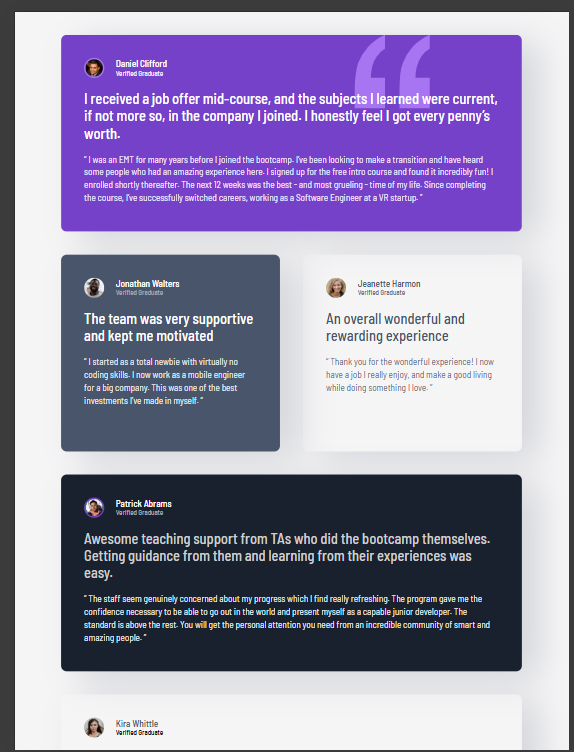 Daniel Clifford
Verified Graduate
I received a job offer mid-course, and the subjects I learned were current,
if not more so, in the company I joined. I honestly feel I got every penny’s
worth.
“ I was an EMT for many years before I joined the bootcamp. I’ve been looking to make a transition and have heard
some people who had an amazing experience here. I signed up for the free intro course and found it incredibly fun! I
enrolled shortly thereafter. The next 12 weeks was the best - and most grueling - time of my life. Since completing
the course, I’ve successfully switched careers, working as a Software Engineer at a VR startup. ”
Jonathan Walters
Verified Graduate
The team was very supportive
and kept me motivated
“ I started as a total newbie with virtually no
coding skills. I now work as a mobile engineer
for a big company. This was one of the best
investments I’ve made in myself. ”
Jeanette Harmon
Verified Graduate
An overall wonderful and
rewarding experience
“ Thank you for the wonderful experience! I now
have a job I really enjoy, and make a good living
while doing something I love. ”
Patrick Abrams
Verified Graduate
Awesome teaching support from TAs who did the bootcamp themselves.
Getting guidance from them and learning from their experiences was
easy.
“ The staff seem genuinely concerned about my progress which I find really refreshing. The program gave me the
confidence necessary to be able to go out in the world and present myself as a capable junior developer. The
standard is above the rest. You will get the personal attention you need from an incredible community of smart and
amazing people. ”
Kira Whittle
Verified Graduate